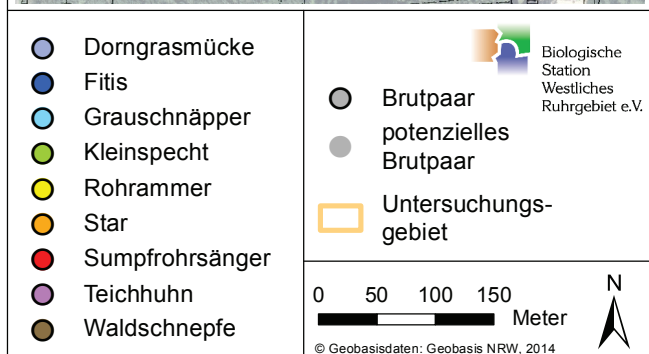 Dorngrasmücke
Fitis
Grauschnäpper
Kleinspecht
Rohrammer
Star
Sumpfrohrsänger
Teichhuhn
Waldschnepfe
Biologische
Station
Westliches
Ruhrgebiet e.V.
Brutpaar
potenzielles
Brutpaar
Untersuchungs-
gebiet
0 50 100 150
Meter
N
© Geobasisdaten: Geobasis NRW, 2014